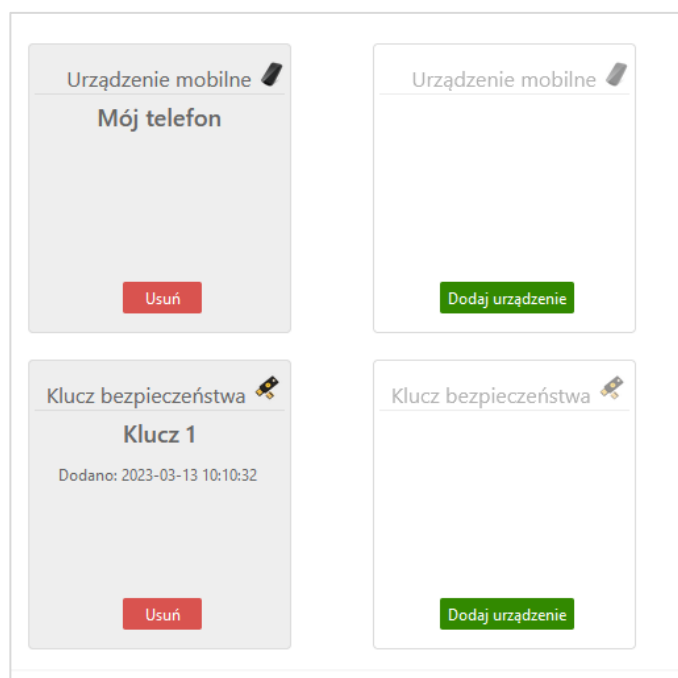 Urządzenie mobilne
Mój telefon
Usuń
Urządzenie mobilne
Dodaj urządzenie
Klucz bezpieczeństwa
Klucz 1
Dodano: 2023-03-13 10:10:32
Usuń
Klucz bezpieczeństwa
Dodaj urządzenie